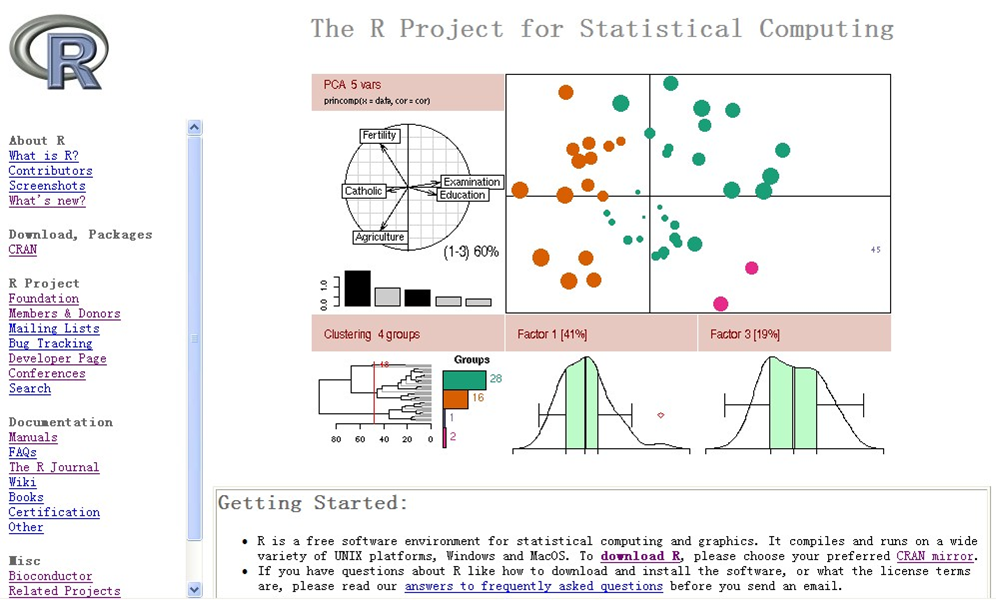 R
The R Project for Statistical Computing
About R
What is R?
Contributors
Screenshots
What's new?
Download, Packages
CRAN
R Project
Foundation
Members & Donors
Mailing Lists
Bug Tracking
Developer Page
Conferences
Search
Documentation
Manuals
FAQs
The R Journal
Wiki
Books
Certification
Other
Misc
Bioconductor
Related Projects
PCA 5 vars
princomp(x = data, cor = cor)
Fertility
Catholic
Examination
Education
Agriculture
(1-3) 60%
1.0
0.0
45
Clustering 4 groups
Factor 1 [41%]
Factor 3 [19%]
Groups
28
16
1
2
80 60 40 20 0
Getting Started:
R is a free software environment for statistical computing and graphics. It compiles and runs on a wide
variety of UNIX platforms, Windows and MacOS. To download R, please choose your preferred CRAN mirror.
If you have questions about R like how to download and install the software, or what the license terms
are, please read our answers to frequently asked questions before you send an email.